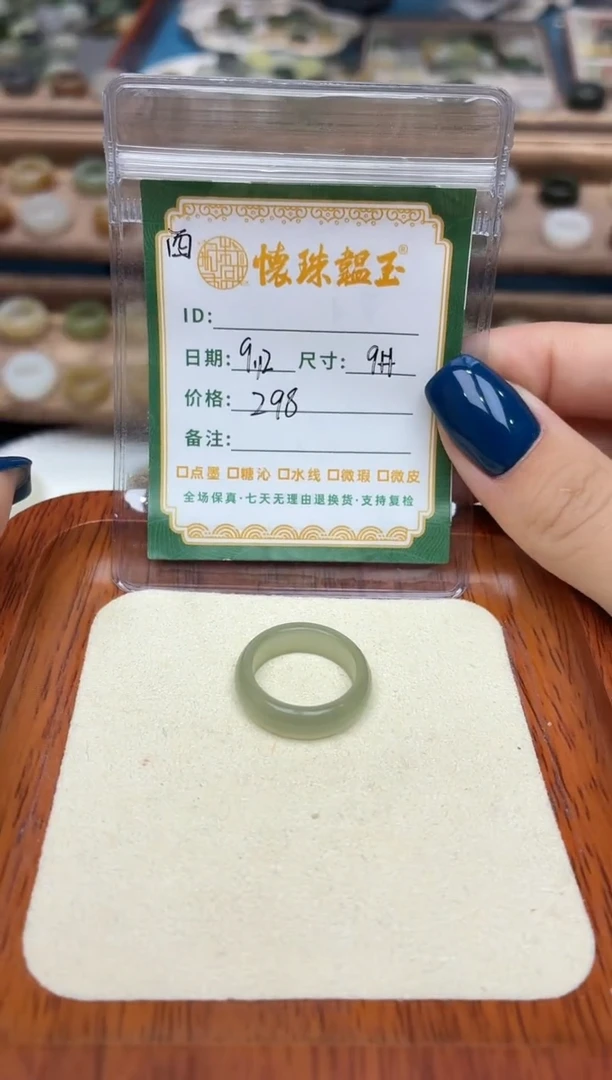 西
懷珠韞玉®
ID:
日期: 9.12 尺寸: 9#
价格: 298
备注:
□点墨 □糖沁 □水线 □微瑕 □微皮
全场保真·七天无理由退换货·支持复检